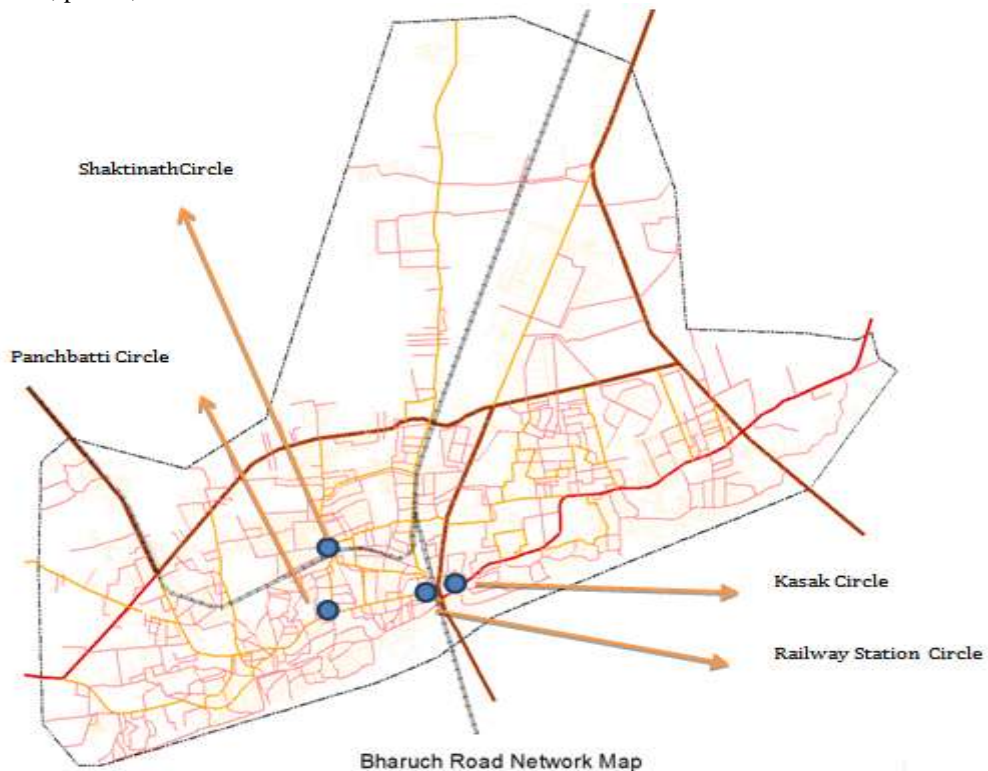 ShaktinathCircle
Panchbatti Circle
Kasak Circle
Railway Station Circle
Bharuch Road Network Map